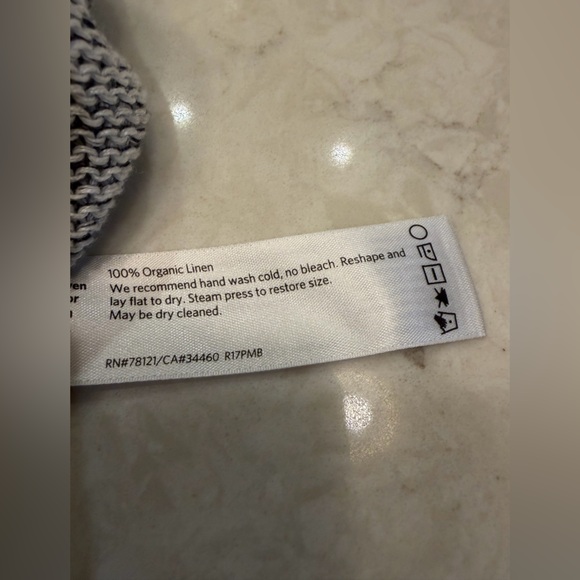 100% Organic Linen
We recommend hand wash cold, no bleach. Reshape and
lay flat to dry. Steam press to restore size.
May be dry cleaned.
RN#78121/CA#34460 R17PMB